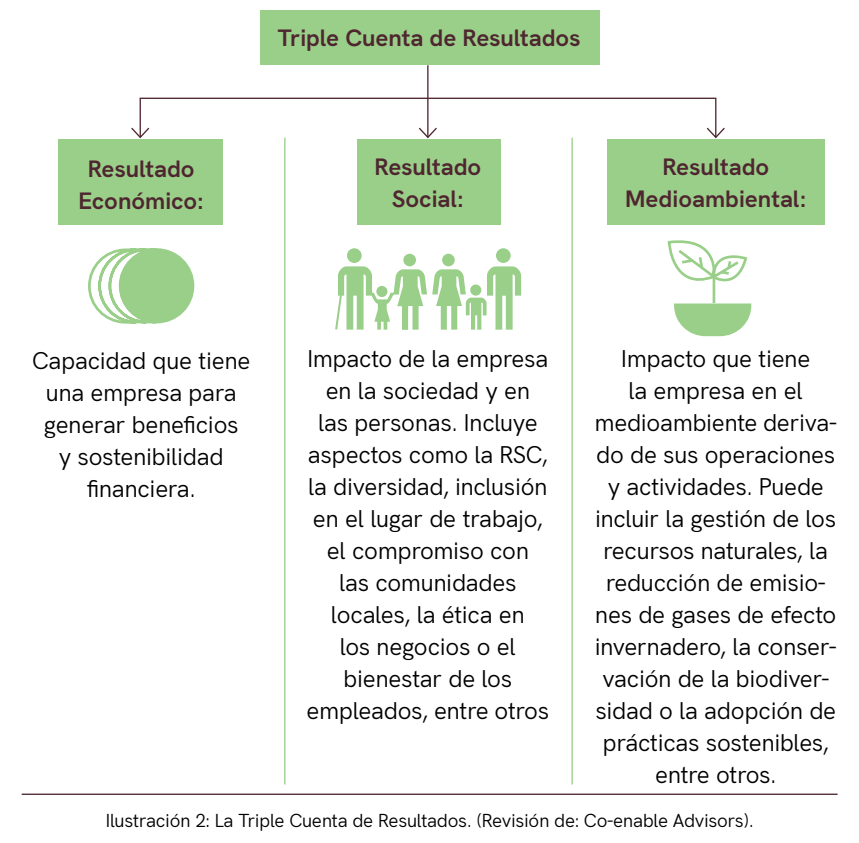 Triple Cuenta de Resultados
Resultado
Económico:
Capacidad que tiene
una empresa para
generar beneficios
y sostenibilidad
financiera.
Resultado
Social:
Impacto de la empresa
en la sociedad y en
las personas. Incluye
aspectos como la RSC,
la diversidad, inclusión
en el lugar de trabajo,
el compromiso con
las comunidades
locales, la ética en
los negocios o el
bienestar de los
empleados, entre otros
Resultado
Medioambiental:
Impacto que tiene
la empresa en el
medioambiente deriva-
do de sus operaciones
y actividades. Puede
incluir la gestión de los
recursos naturales, la
reducción de emisio-
nes de gases de efecto
invernadero, la conser-
vación de la biodiver-
sidad o la adopción de
prácticas sostenibles,
entre otros.
Ilustración 2: La Triple Cuenta de Resultados. (Revisión de: Co-enable Advisors).